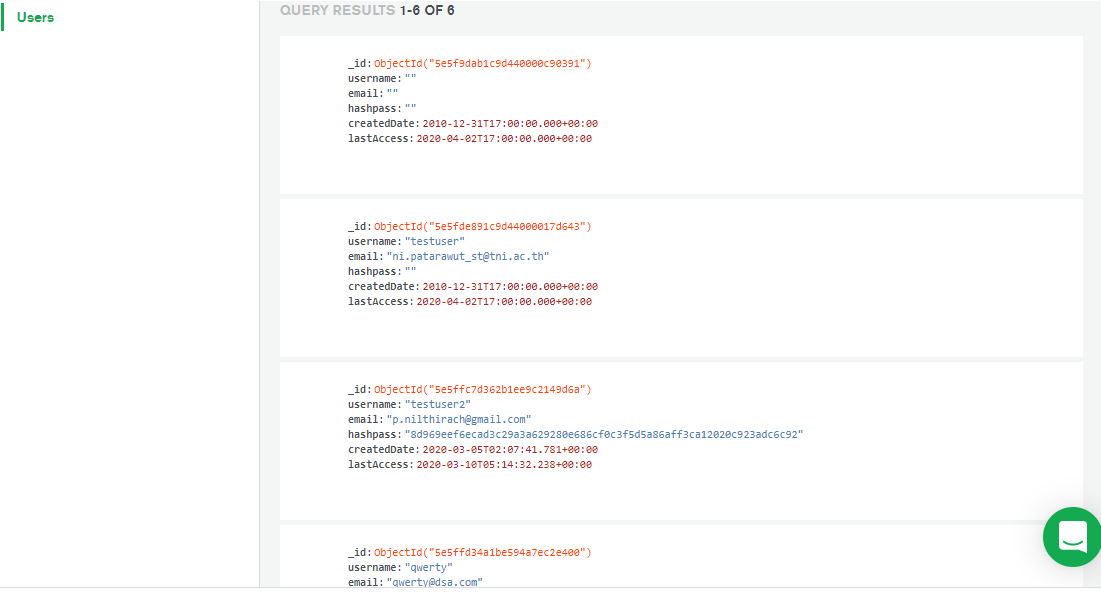 Users
QUERY RESULTS 1-6 OF 6
_id: ObjectId("5e5f9dab1c9d440000c90391")
username: ""
email: ""
hashpass: ""
createdDate: 2010-12-31T17:00:00.000+00:00
lastAccess: 2020-04-02T17:00:00.000+00:00
_id: ObjectId("5e5fde891c9d44000017d643")
username: "testuser"
email: "ni.patarawut_st@tni.ac.th"
hashpass: ""
createdDate: 2010-12-31T17:00:00.000+00:00
lastAccess: 2020-04-02T17:00:00.000+00:00
_id: ObjectId("5e5ffc7d362b1ee9c2149d6a")
username: "testuser2"
email: "p.nilthirach@gmail.com"
hashpass: "8d969eef6ecad3c29a3a629280e686cf0c3f5d5a86aff3ca12020c923adc6c92"
createdDate: 2020-03-05T02:07:41.781+00:00
lastAccess: 2020-03-10T05:14:32.238+00:00
_id: ObjectId("5e5ffd34a1be594a7ec2e400")
username: "qwerty"
email: "qwerty@dsa.com"